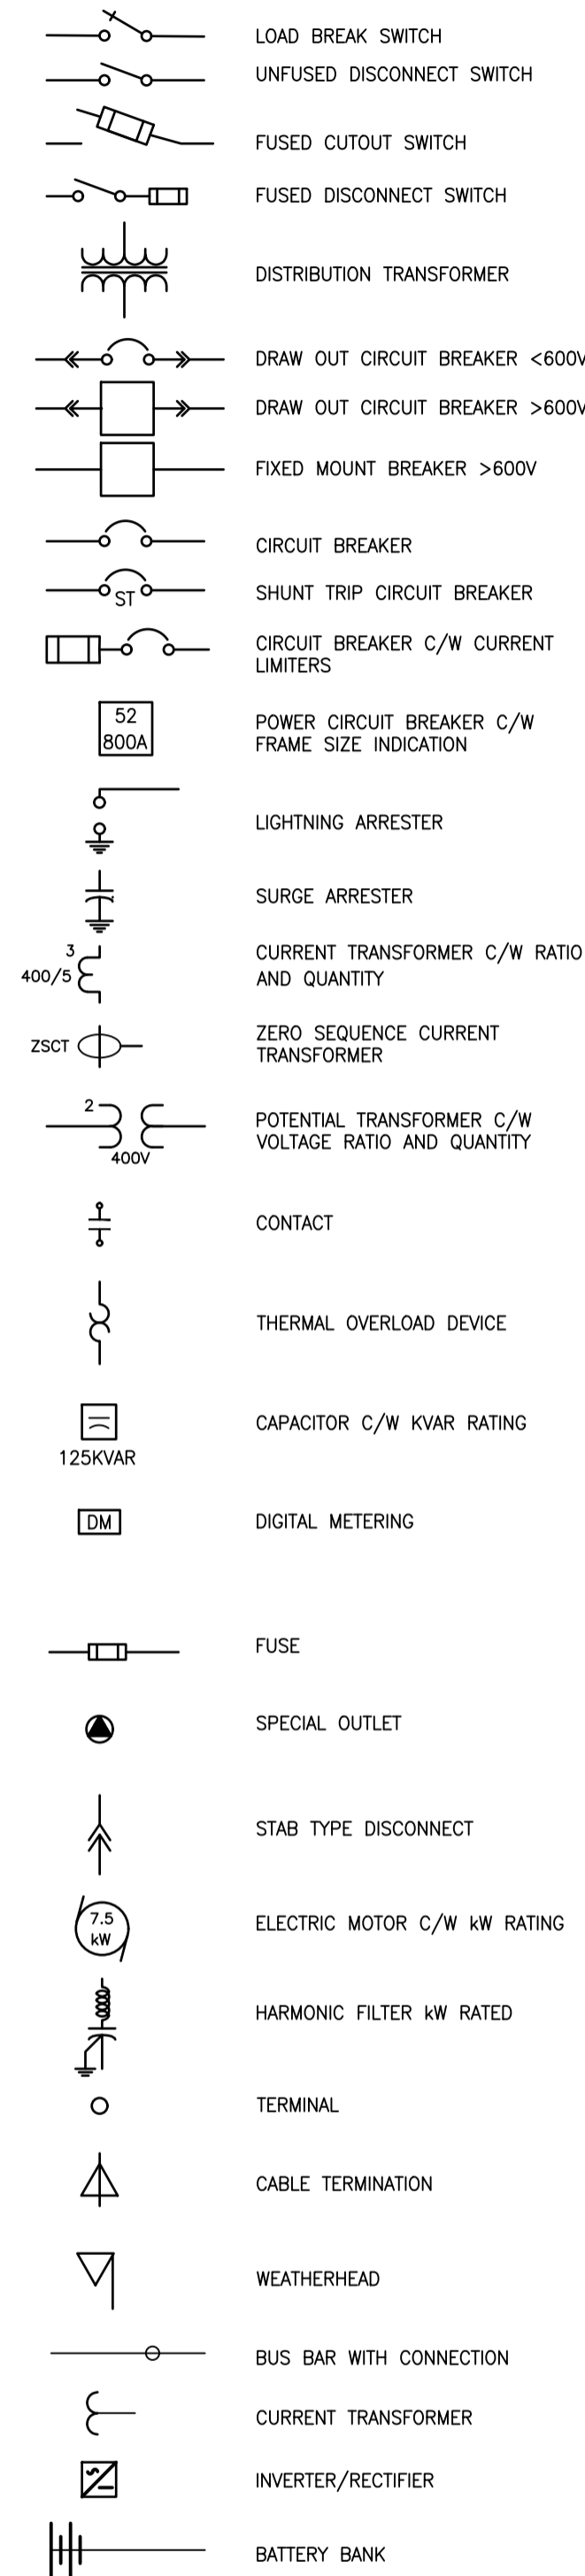 LOAD BREAK SWITCH
UNFUSED DISCONNECT SWITCH
FUSED CUTOUT SWITCH
FUSED DISCONNECT SWITCH
DISTRIBUTION TRANSFORMER
DRAW OUT CIRCUIT BREAKER <600V
DRAW OUT CIRCUIT BREAKER >600V
FIXED MOUNT BREAKER >600V
CIRCUIT BREAKER
ST
SHUNT TRIP CIRCUIT BREAKER
CIRCUIT BREAKER C/W CURRENT
LIMITERS
52
800A
POWER CIRCUIT BREAKER C/W
FRAME SIZE INDICATION
LIGHTNING ARRESTER
SURGE ARRESTER
3
400/5
CURRENT TRANSFORMER C/W RATIO
AND QUANTITY
ZSCT
ZERO SEQUENCE CURRENT
TRANSFORMER
2
400V
POTENTIAL TRANSFORMER C/W
VOLTAGE RATIO AND QUANTITY
CONTACT
THERMAL OVERLOAD DEVICE
125KVAR
CAPACITOR C/W KVAR RATING
DM
DIGITAL METERING
FUSE
SPECIAL OUTLET
STAB TYPE DISCONNECT
7.5
kW
ELECTRIC MOTOR C/W kW RATING
HARMONIC FILTER kW RATED
TERMINAL
CABLE TERMINATION
WEATHERHEAD
BUS BAR WITH CONNECTION
CURRENT TRANSFORMER
INVERTER/RECTIFIER
BATTERY BANK